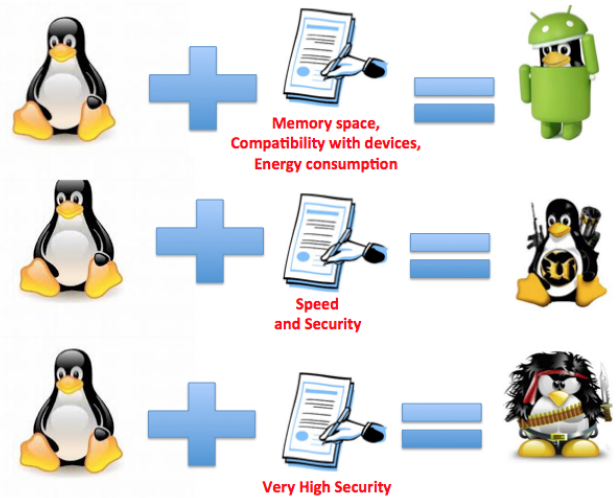 Memory space,
Compatibility with devices,
Energy consumption
Speed
and Security
Very High Security